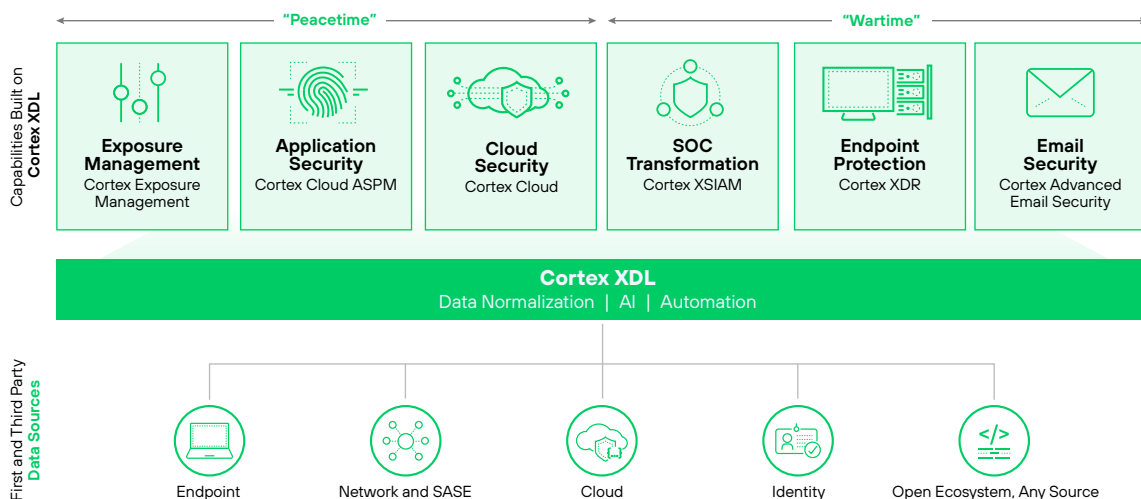 “Peacetime”
“Wartime”
Capabilities Built on
Cortex XDL
Exposure
Management
Cortex Exposure
Management
Application
Security
Cortex Cloud ASPM
Cloud
Security
Cortex Cloud
SOC
Transformation
Cortex XSIAM
Endpoint
Protection
Cortex XDR
Email
Security
Cortex Advanced
Email Security
Cortex XDL
Data Normalization | AI | Automation
First and Third Party
Data Sources
</>
{...}
Endpoint
Network and SASE
Cloud
Identity
Open Ecosystem, Any Source